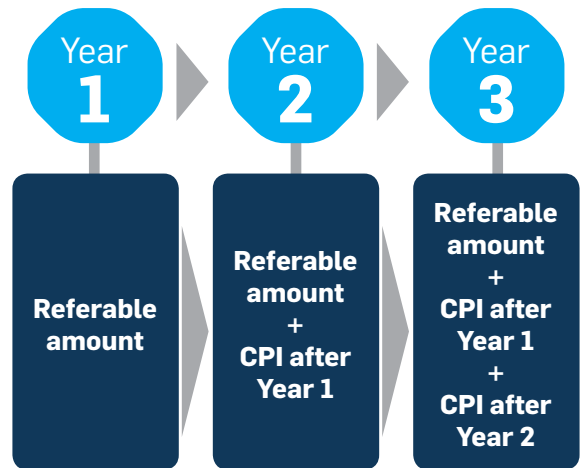 Year
1
Year
2
Year
3
Referable
amount
Referable
amount
+
CPI after
Year 1
Referable
amount
+
CPI after
Year 1
+
CPI after
Year 2